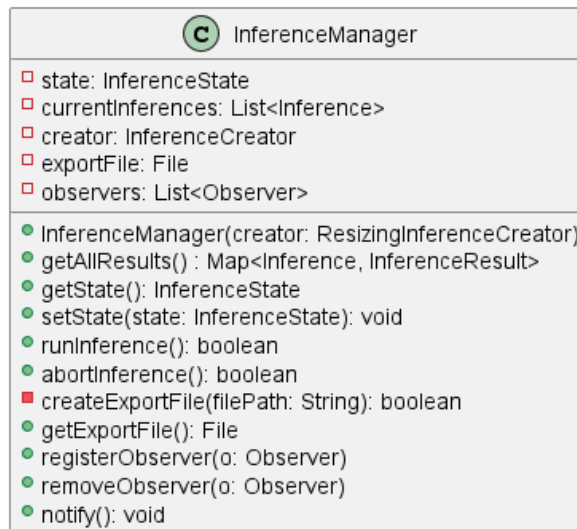 C InferenceManager
state: InferenceState
currentInferences: List<Inference>
creator: InferenceCreator
exportFile: File
observers: List<Observer>
InferenceManager(creator: ResizingInferenceCreator)
getAllResults() : Map<Inference, InferenceResult>
getState(): InferenceState
setState(state: InferenceState): void
runInference(): boolean
abortInference(): boolean
createExportFile(filePath: String): boolean
getExportFile(): File
registerObserver(o: Observer)
removeObserver(o: Observer)
notify(): void